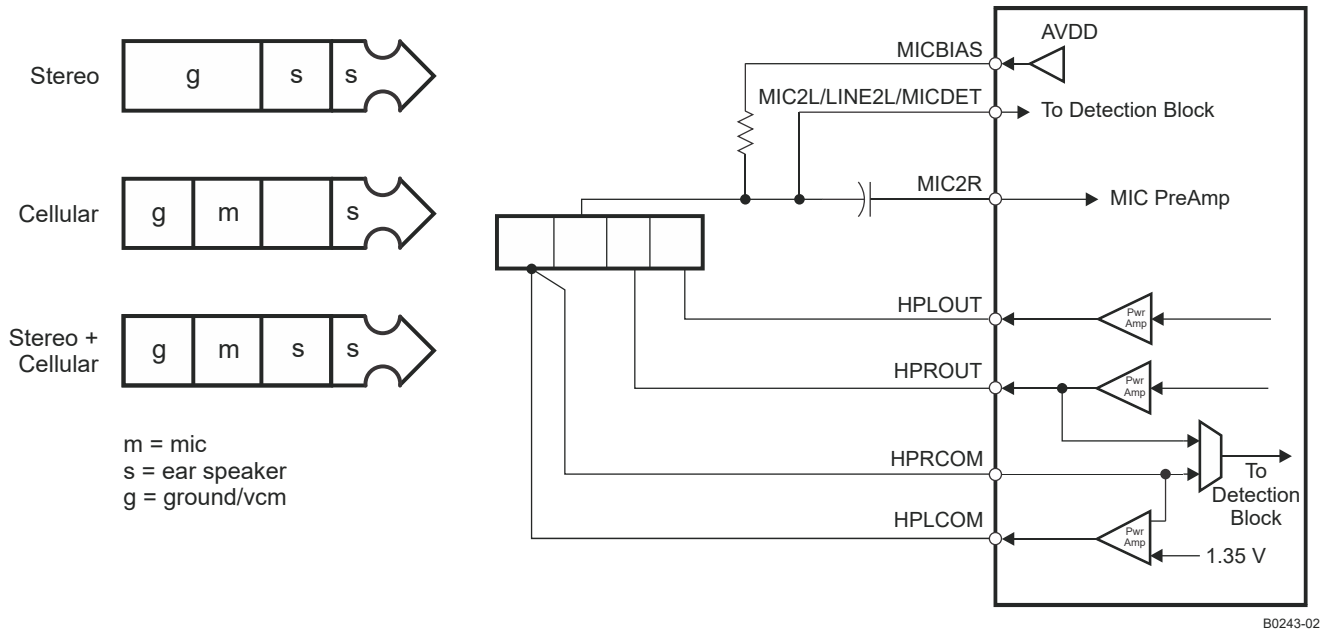 Stereo
g
s
s
Cellular
g
m
s
Stereo +
Cellular
g
m
s
s
m = mic
s = ear speaker
g = ground/vcm
MICBIAS
AVDD
MIC2L/LINE2L/MICDET
To Detection Block
MIC2R
MIC PreAmp
HPLOUT
Pwr
Amp
HPROUT
Pwr
Amp
HPRCOM
To
Detection
Block
HPLCOM
Pwr
Amp
1.35 V
B0243-02